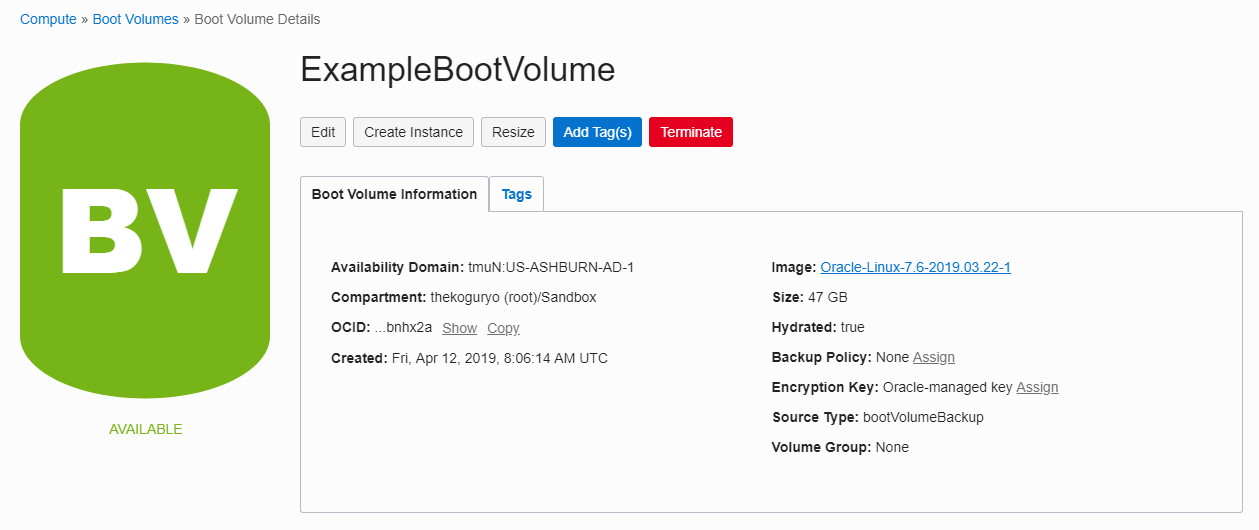 Compute » Boot Volumes » Boot Volume Details
BV
AVAILABLE
ExampleBootVolume
Edit Create Instance Resize Add Tag(s) Terminate
Boot Volume Information Tags
Availability Domain: tmuN:US-ASHBURN-AD-1
Compartment: thekoguryo (root)/Sandbox
OCID: ...bnhx2a Show Copy
Created: Fri, Apr 12, 2019, 8:06:14 AM UTC
Image: Oracle-Linux-7.6-2019.03.22-1
Size: 47 GB
Hydrated: true
Backup Policy: None Assign
Encryption Key: Oracle-managed key Assign
Source Type: bootVolumeBackup
Volume Group: None